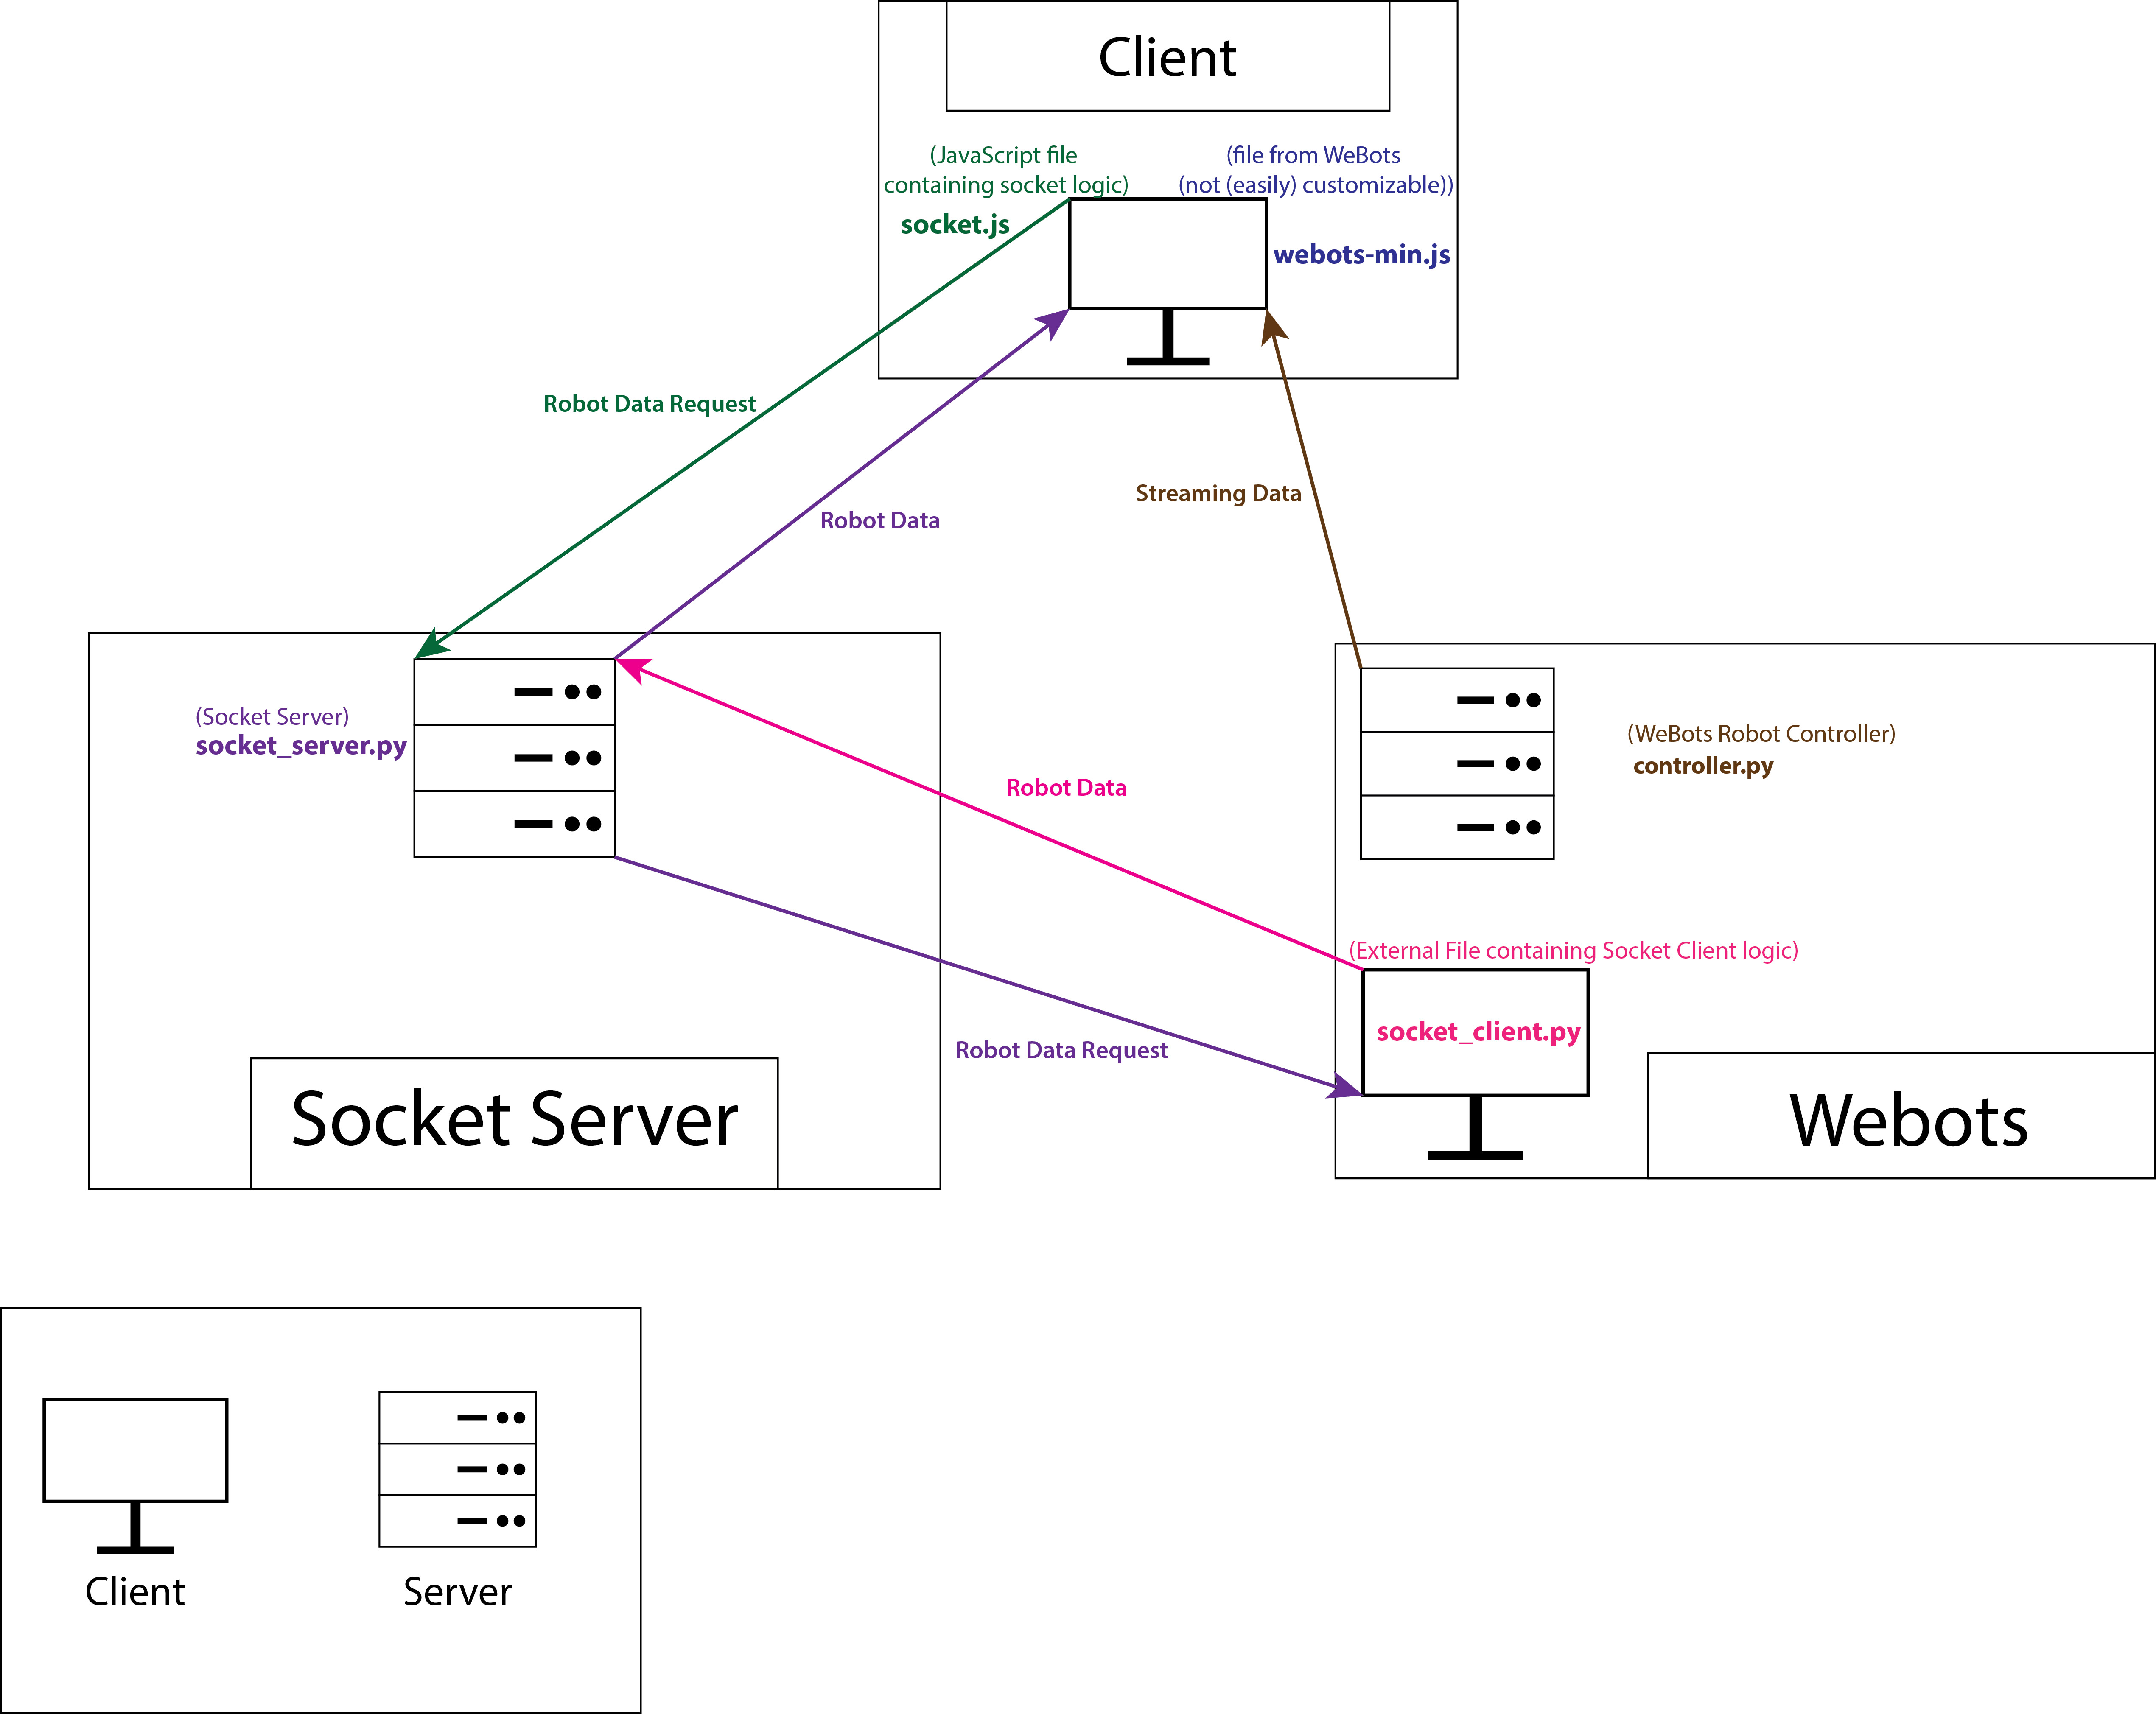 Client
(JavaScript file
containing socket logic)
socket.js
(file from WeBots
(not (easily) customizable))
webots-min.js
Robot Data Request
Robot Data
Streaming Data
(Socket Server)
socket_server.py
Robot Data
(WeBots Robot Controller)
controller.py
(External File containing Socket Client logic)
socket_client.py
Robot Data Request
Socket Server
Webots
Client
Server